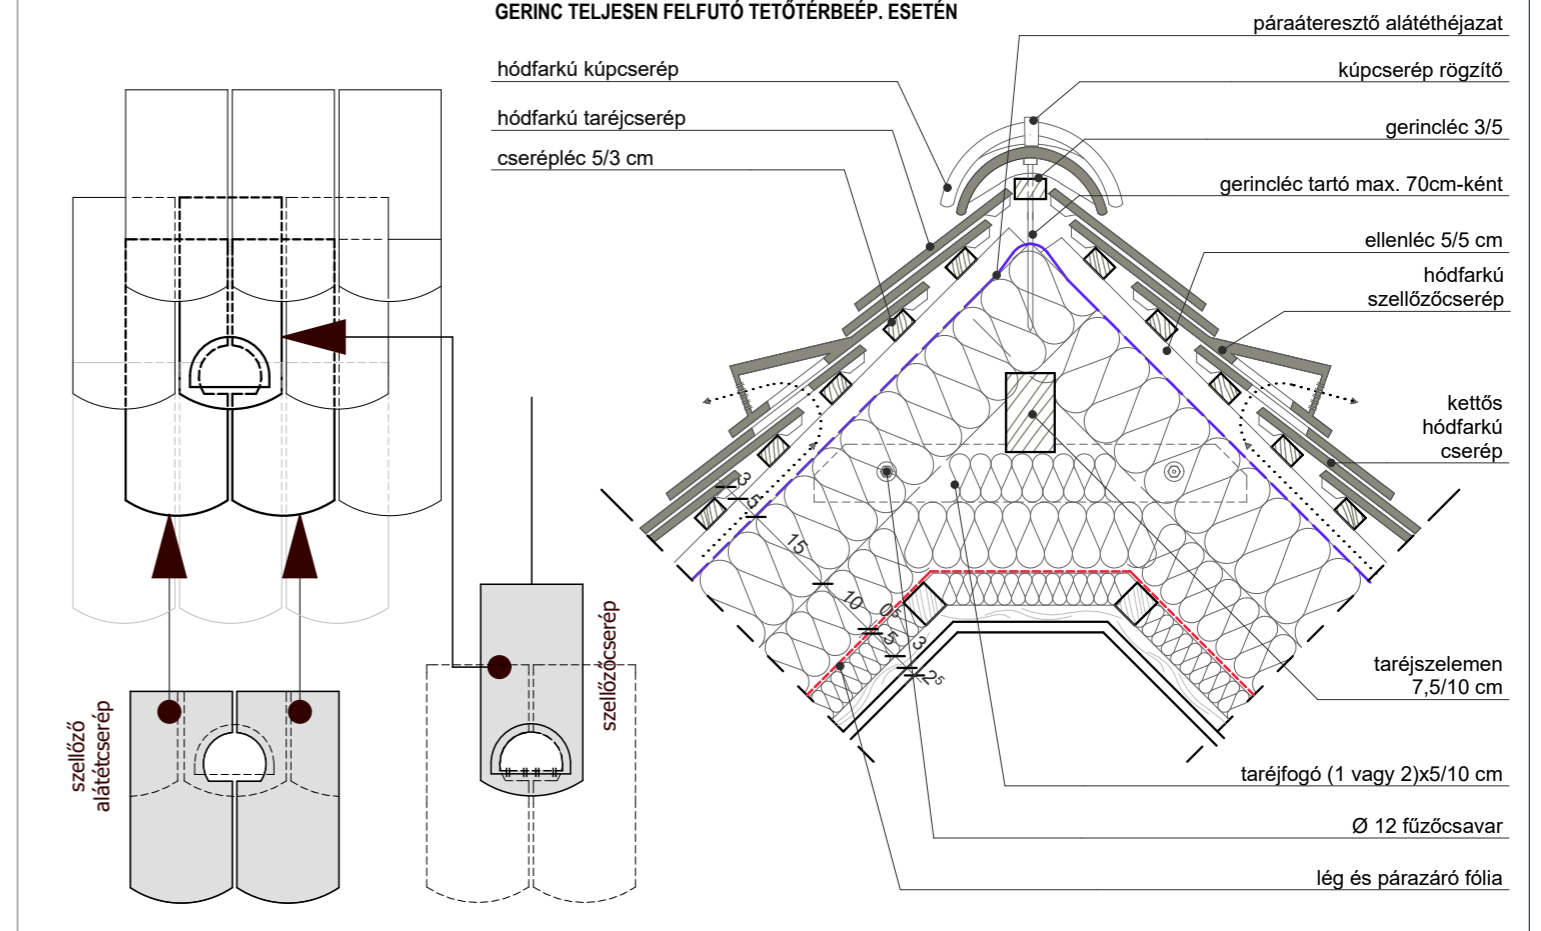 GERINC TELJESEN FELFUTÓ TETŐTÉRBEÉP. ESETÉN
hódfarkú kúpcserép
hódfarkú taréjcserép
cserépléc 5/3 cm
páraáteresztő alátéthéjazat
kúpcserép rögzítő
gerincléc 3/5
gerincléc tartó max. 70cm-ként
ellenléc 5/5 cm
hódfarkú
szellőzőcserép
kettős
hódfarkú
cserép
taréjszelemen
7,5/10 cm
taréjfogó (1 vagy 2)x5/10 cm
Ø 12 fűzőcsavar
lég és párazáró fólia
3
5
15
10
0⁵
5
3
2⁵
szellőző
alátétcserép
szellőzőcserép